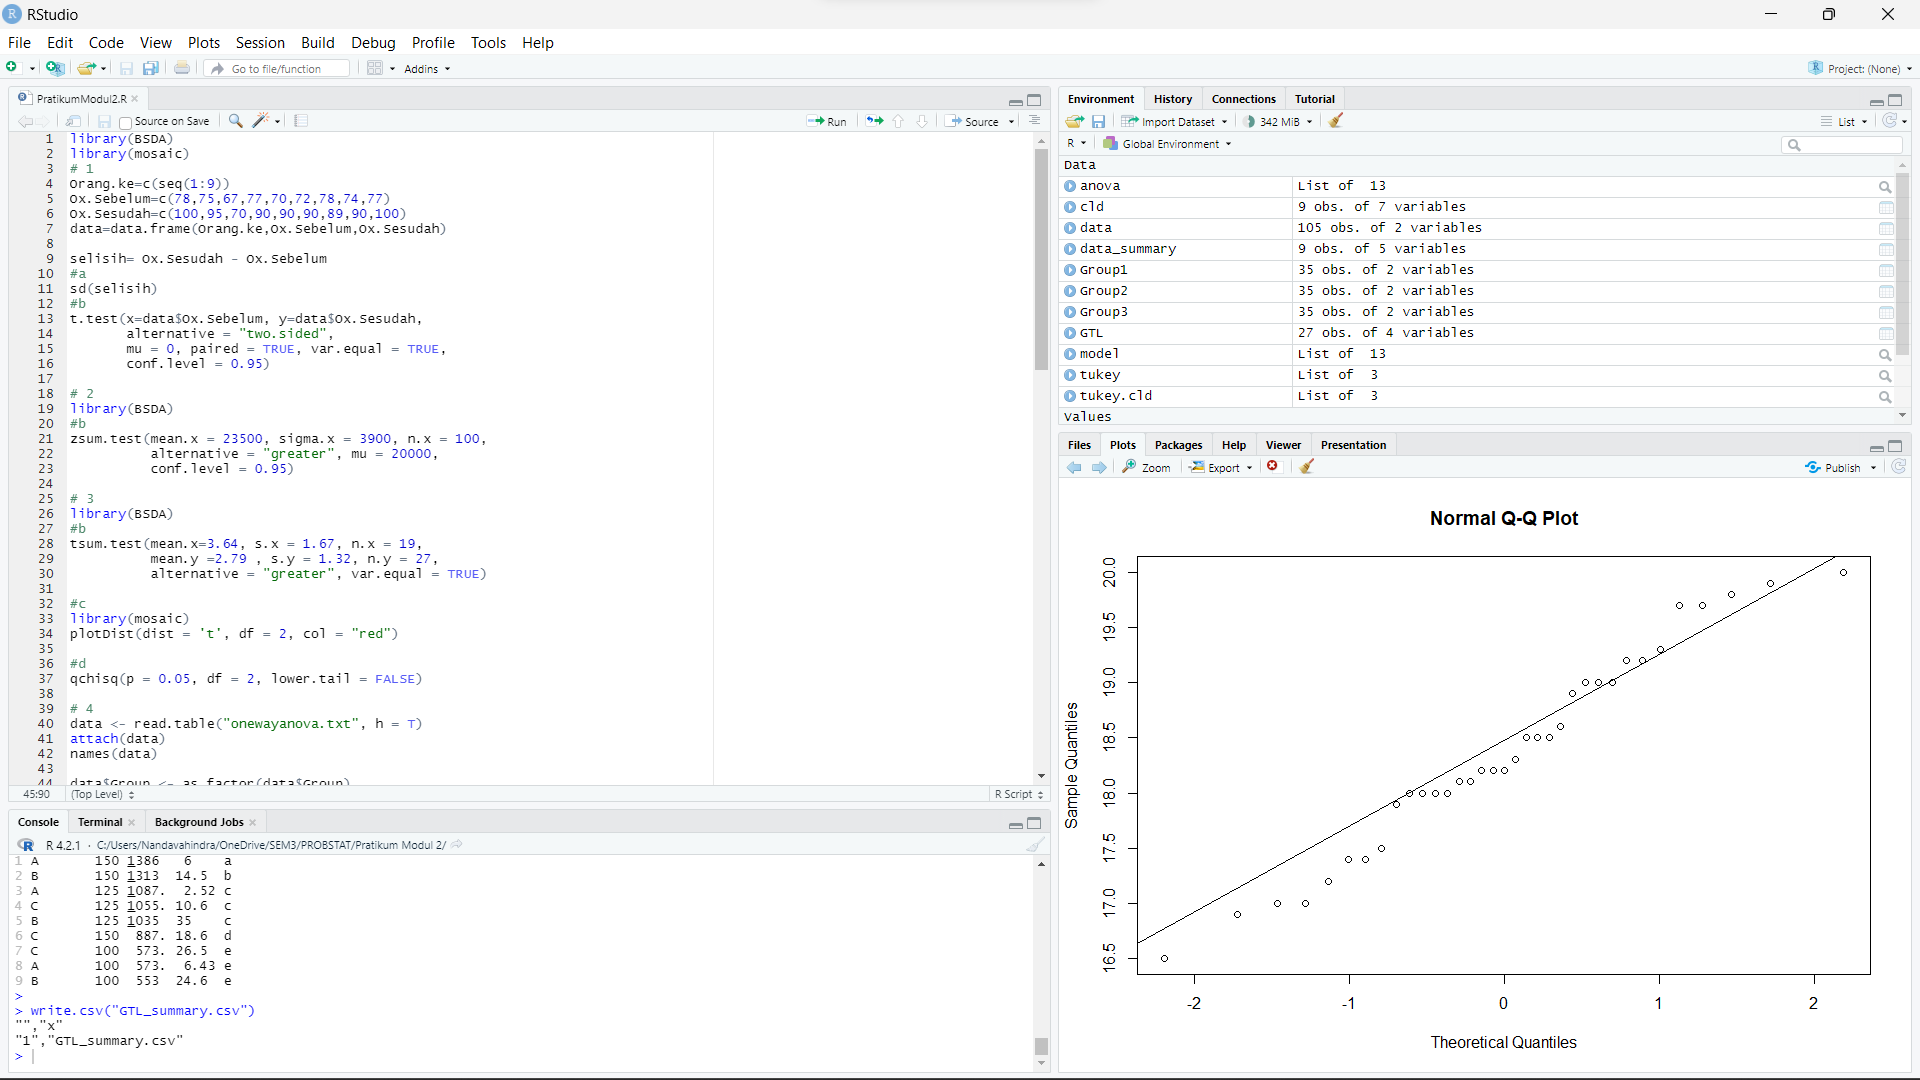 RStudio
File Edit Code View Plots Session Build Debug Profile Tools Help
Go to file/function Addins Project: (None)
PratikumModul2.R
Source on Save Run Source
1 library(BSDA)
2 library(mosaic)
3 # 1
4 Orang.ke=c(seq(1:9))
5 Ox.Sebelum=c(78,75,67,77,70,72,78,74,77)
6 Ox.Sesudah=c(100,95,70,90,90,90,89,90,100)
7 data=data.frame(Orang.ke,Ox.Sebelum,Ox.Sesudah)
8
9 selisih= Ox.Sesudah - Ox.Sebelum
10 #a
11 sd(selisih)
12 #b
13 t.test(x=data$Ox.Sebelum, y=data$Ox.Sesudah,
14 alternative = "two.sided",
15 mu = 0, paired = TRUE, var.equal = TRUE,
16 conf.level = 0.95)
17
18 # 2
19 library(BSDA)
20 #b
21 zsum.test(mean.x = 23500, sigma.x = 3900, n.x = 100,
22 alternative = "greater", mu = 20000,
23 conf.level = 0.95)
24
25 # 3
26 library(BSDA)
27 #b
28 tsum.test(mean.x=3.64, s.x = 1.67, n.x = 19,
29 mean.y =2.79 , s.y = 1.32, n.y = 27,
30 alternative = "greater", var.equal = TRUE)
31
32 #c
33 library(mosaic)
34 plotDist(dist = 't', df = 2, col = "red")
35
36 #d
37 qchisq(p = 0.05, df = 2, lower.tail = FALSE)
38
39 # 4
40 data <- read.table("onewayanova.txt", h = T)
41 attach(data)
42 names(data)
43
44 data$Group <- as.factor(data$Group)
45:90 (Top Level) R Script
Console Terminal Background Jobs
R 4.2.1 · C:/Users/Nandavahindra/OneDrive/SEM3/PROBSTAT/Pratikum Modul 2/
1 A 150 1386 6 a
2 B 150 1313 14.5 b
3 A 125 1087. 2.52 c
4 C 125 1055. 10.6 c
5 B 125 1035 35 c
6 C 150 887. 18.6 d
7 C 100 573. 26.5 e
8 A 100 573. 6.43 e
9 B 100 553 24.6 e
>
> write.csv("GTL_summary.csv")
"","x"
"1","GTL_summary.csv"
>
Environment History Connections Tutorial
Import Dataset 342 MiB List
R Global Environment
Data
anova List of 13
cld 9 obs. of 7 variables
data 105 obs. of 2 variables
data_summary 9 obs. of 5 variables
Group1 35 obs. of 2 variables
Group2 35 obs. of 2 variables
Group3 35 obs. of 2 variables
GTL 27 obs. of 4 variables
model List of 13
tukey List of 3
tukey.cld List of 3
Values
Files Plots Packages Help Viewer Presentation
Zoom Export Publish
Normal Q-Q Plot
20.0
19.5
19.0
18.5
18.0
17.5
17.0
16.5
Sample Quantiles
-2 -1 0 1 2
Theoretical Quantiles